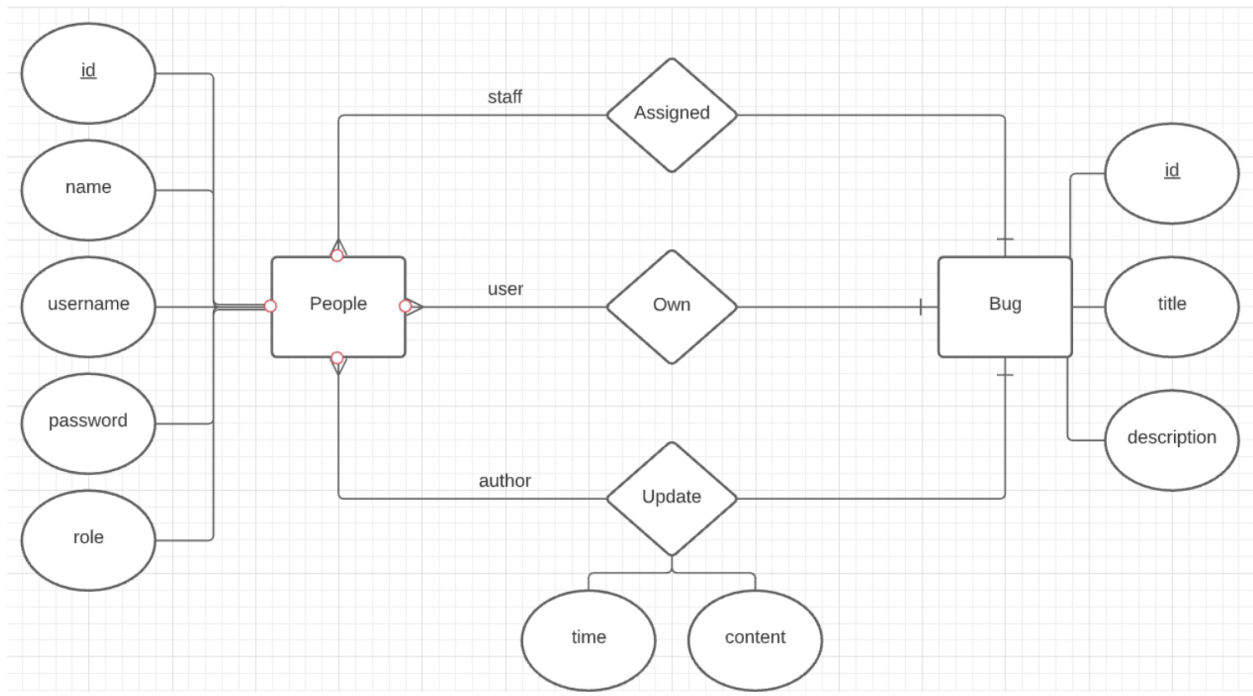 id
name
username
password
role
People
staff
user
author
Assigned
Own
Update
time
content
Bug
id
title
description